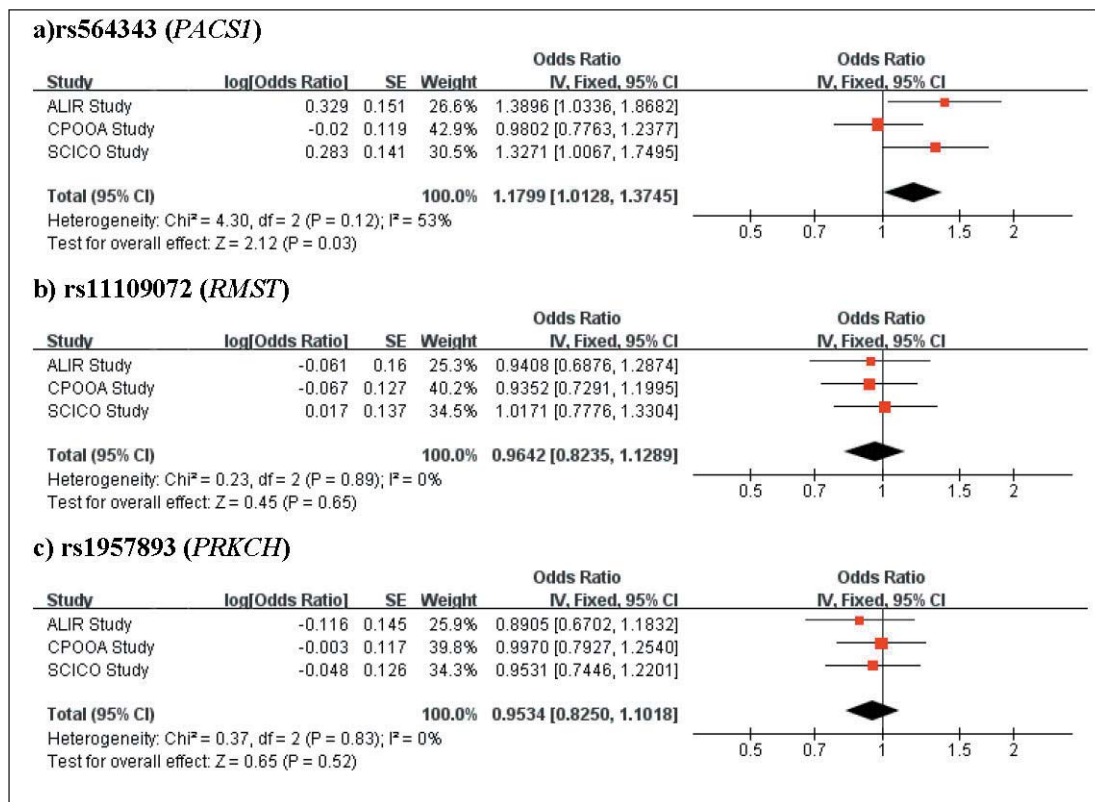 a)rs564343 (PACS1)
Odds Ratio Odds Ratio
Study log[Odds Ratio] SE Weight IV, Fixed, 95% CI IV, Fixed, 95% CI
ALIR Study 0.329 0.151 26.6% 1.3896 [1.0336, 1.8682]
CPOOA Study -0.02 0.119 42.9% 0.9802 [0.7763, 1.2377]
SCICO Study 0.283 0.141 30.5% 1.3271 [1.0067, 1.7495]
Total (95% CI) 100.0% 1.1799 [1.0128, 1.3745]
Heterogeneity: Chi² = 4.30, df = 2 (P = 0.12); I² = 53%
Test for overall effect: Z = 2.12 (P = 0.03)
0.5 0.7 1 1.5 2
b) rs11109072 (RMST)
Odds Ratio Odds Ratio
Study log[Odds Ratio] SE Weight IV, Fixed, 95% CI IV, Fixed, 95% CI
ALIR Study -0.061 0.16 25.3% 0.9408 [0.6876, 1.2874]
CPOOA Study -0.067 0.127 40.2% 0.9352 [0.7291, 1.1995]
SCICO Study 0.017 0.137 34.5% 1.0171 [0.7776, 1.3304]
Total (95% CI) 100.0% 0.9642 [0.8235, 1.1289]
Heterogeneity: Chi² = 0.23, df = 2 (P = 0.89); I² = 0%
Test for overall effect: Z = 0.45 (P = 0.65)
0.5 0.7 1 1.5 2
c) rs1957893 (PRKCH)
Odds Ratio Odds Ratio
Study log[Odds Ratio] SE Weight IV, Fixed, 95% CI IV, Fixed, 95% CI
ALIR Study -0.116 0.145 25.9% 0.8905 [0.6702, 1.1832]
CPOOA Study -0.003 0.117 39.8% 0.9970 [0.7927, 1.2540]
SCICO Study -0.048 0.126 34.3% 0.9531 [0.7446, 1.2201]
Total (95% CI) 100.0% 0.9534 [0.8250, 1.1018]
Heterogeneity: Chi² = 0.37, df = 2 (P = 0.83); I² = 0%
Test for overall effect: Z = 0.65 (P = 0.52)
0.5 0.7 1 1.5 2